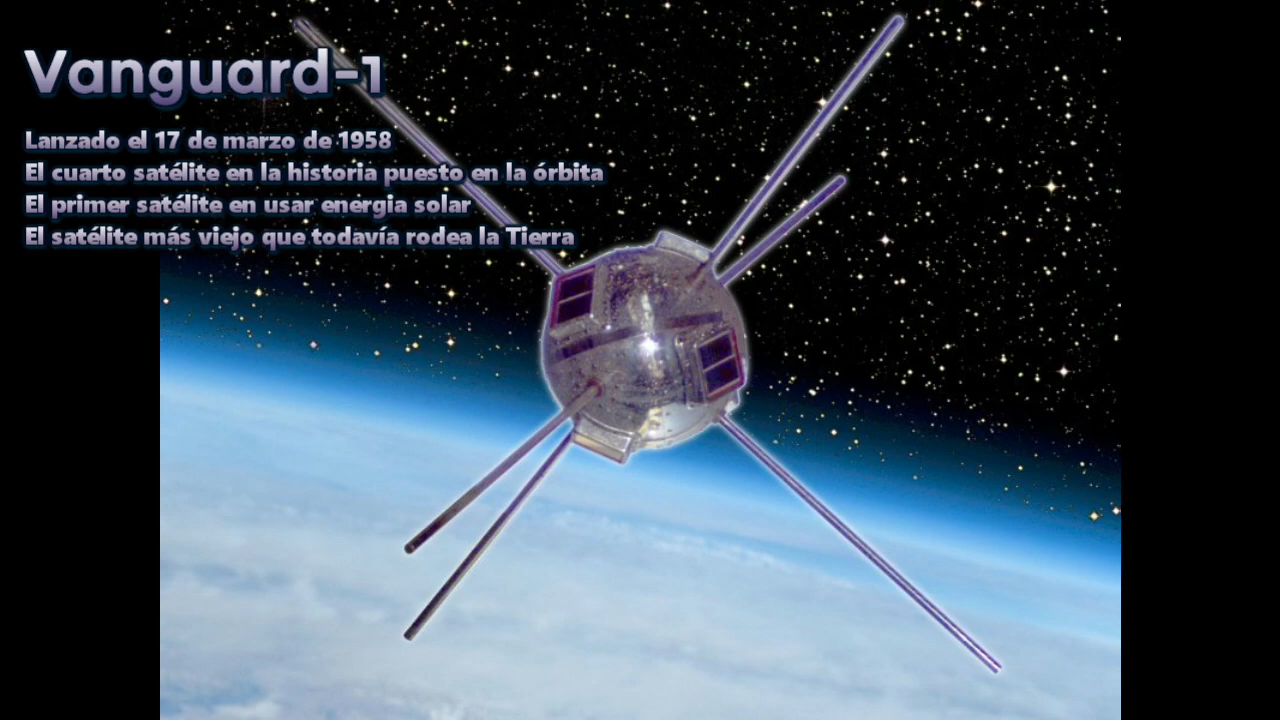 Vanguard-1
Lanzado el 17 de marzo de 1958
El cuarto satélite en la historia puesto en la órbita
El primer satélite en usar energia solar
El satélite más viejo que todavía rodea la Tierra